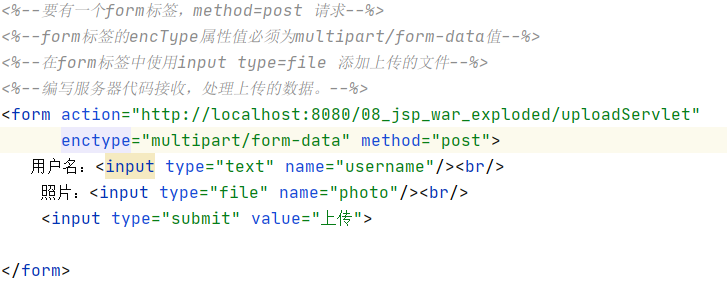 <%--要有一个form标签，method=post 请求--%>
<%--form标签的encType属性值必须为multipart/form-data值--%>
<%--在form标签中使用input type=file 添加上传的文件--%>
<%--编写服务器代码接收，处理上传的数据。--%>
<form action="http://localhost:8080/08_jsp_war_exploded/uploadServlet"
enctype="multipart/form-data" method="post">
用户名：<input type="text" name="username"/><br/>
照片：<input type="file" name="photo"/><br/>
<input type="submit" value="上传">
</form>